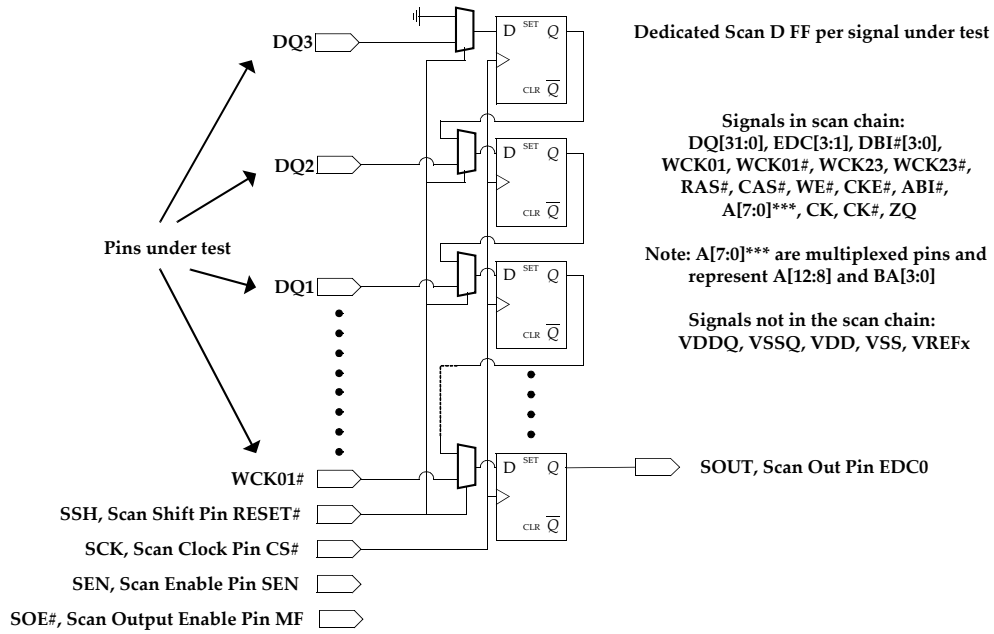 DQ3
D SET Q
CLR Q
Dedicated Scan D FF per signal under test
DQ2
D SET Q
CLR Q
Signals in scan chain:
DQ[31:0], EDC[3:1], DBI#[3:0],
WCK01, WCK01#, WCK23, WCK23#,
RAS#, CAS#, WE#, CKE#, ABI#,
A[7:0]***, CK, CK#, ZQ
Pins under test
Note: A[7:0]*** are multiplexed pins and
represent A[12:8] and BA[3:0]
DQ1
D SET Q
CLR Q
Signals not in the scan chain:
VDDQ, VSSQ, VDD, VSS, VREFx
WCK01#
D SET Q
CLR Q
SOUT, Scan Out Pin EDC0
SSH, Scan Shift Pin RESET#
SCK, Scan Clock Pin CS#
SEN, Scan Enable Pin SEN
SOE#, Scan Output Enable Pin MF